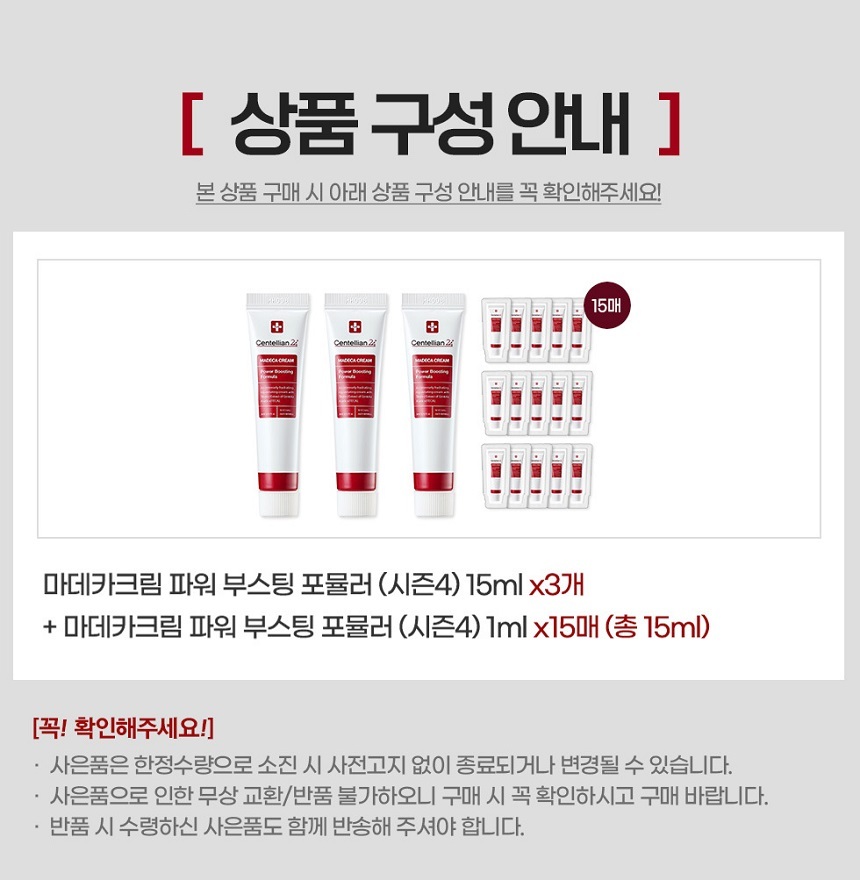 [ 상품 구성 안내 ]
본 상품 구매 시 아래 상품 구성 안내를 꼭 확인해주세요!
15매
Centellian 24
MADECA CREAM
Power Boosting
Formula
Centellian 24
MADECA CREAM
Power Boosting
Formula
Centellian 24
MADECA CREAM
Power Boosting
Formula
마데카크림 파워 부스팅 포뮬러 (시즌4) 15ml x3개
+ 마데카크림 파워 부스팅 포뮬러 (시즌4) 1ml x15매 (총 15ml)
[꼭! 확인해주세요!]
· 사은품은 한정수량으로 소진 시 사전고지 없이 종료되거나 변경될 수 있습니다.
· 사은품으로 인한 무상 교환/반품 불가하오니 구매 시 꼭 확인하시고 구매 바랍니다.
· 반품 시 수령하신 사은품도 함께 반송해 주셔야 합니다.